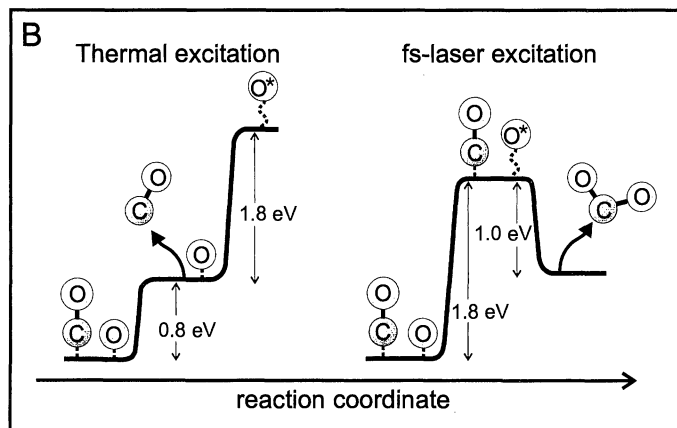 B
Thermal excitation
fs-laser excitation
O*
O
C
1.8 eV
O
0.8 eV
O
C
O
O
C
O*
1.0 eV
O
C
O
1.8 eV
O
C
O
reaction coordinate